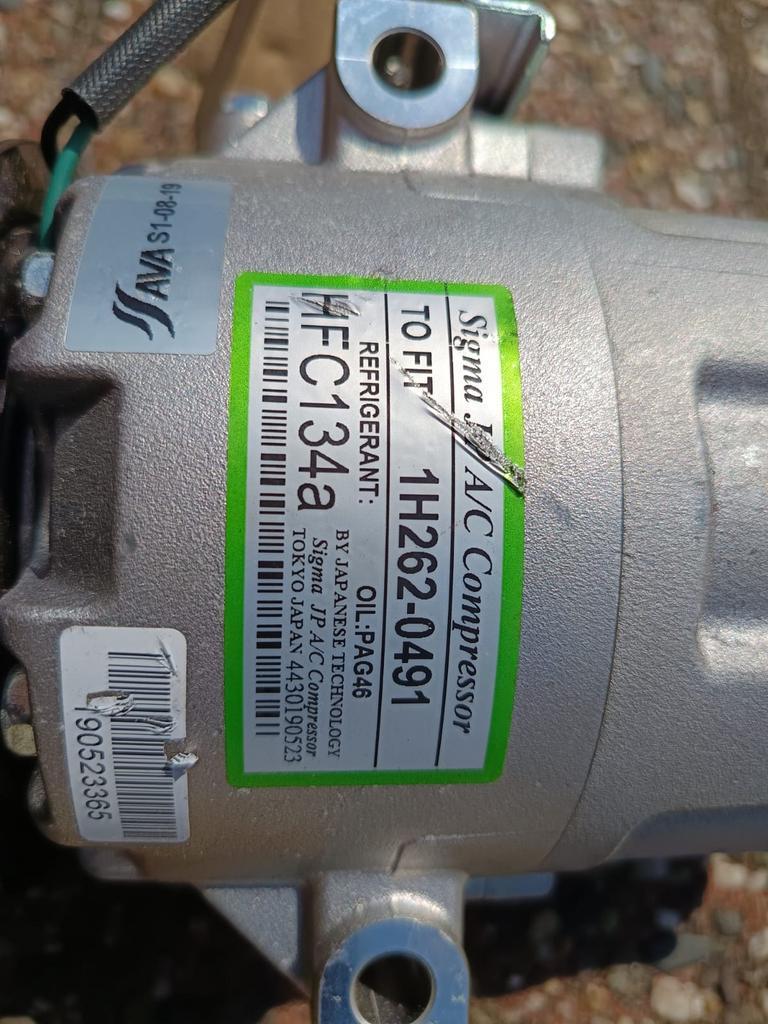 AVA S1-08-19
Sigma JP A/C Compressor
TO FIT 1H262-0491
REFRIGERANT: OIL:PAG46
HFC134a
BY JAPANESE TECHNOLOGY
Sigma JP A/C Compressor
TOKYO JAPAN 4430190523
190523365